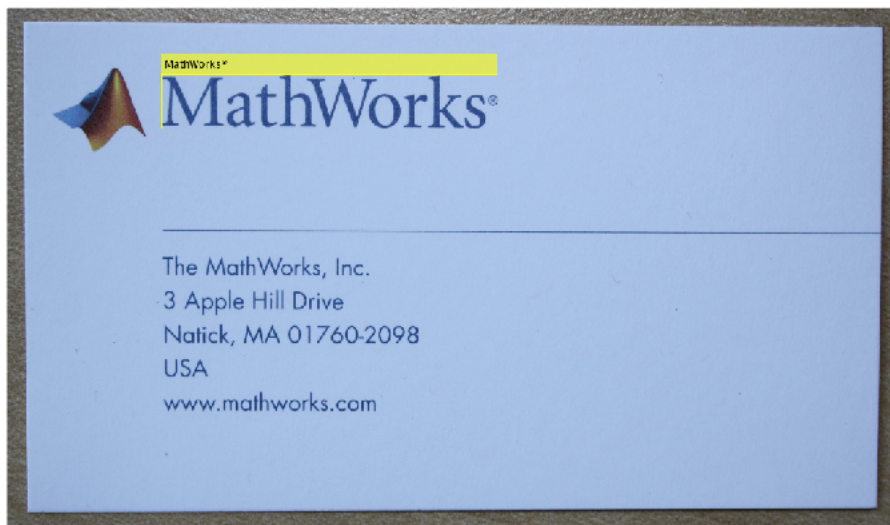 MathWorks®
MathWorks®
The MathWorks, Inc.
3 Apple Hill Drive
Natick, MA 01760-2098
USA
www.mathworks.com